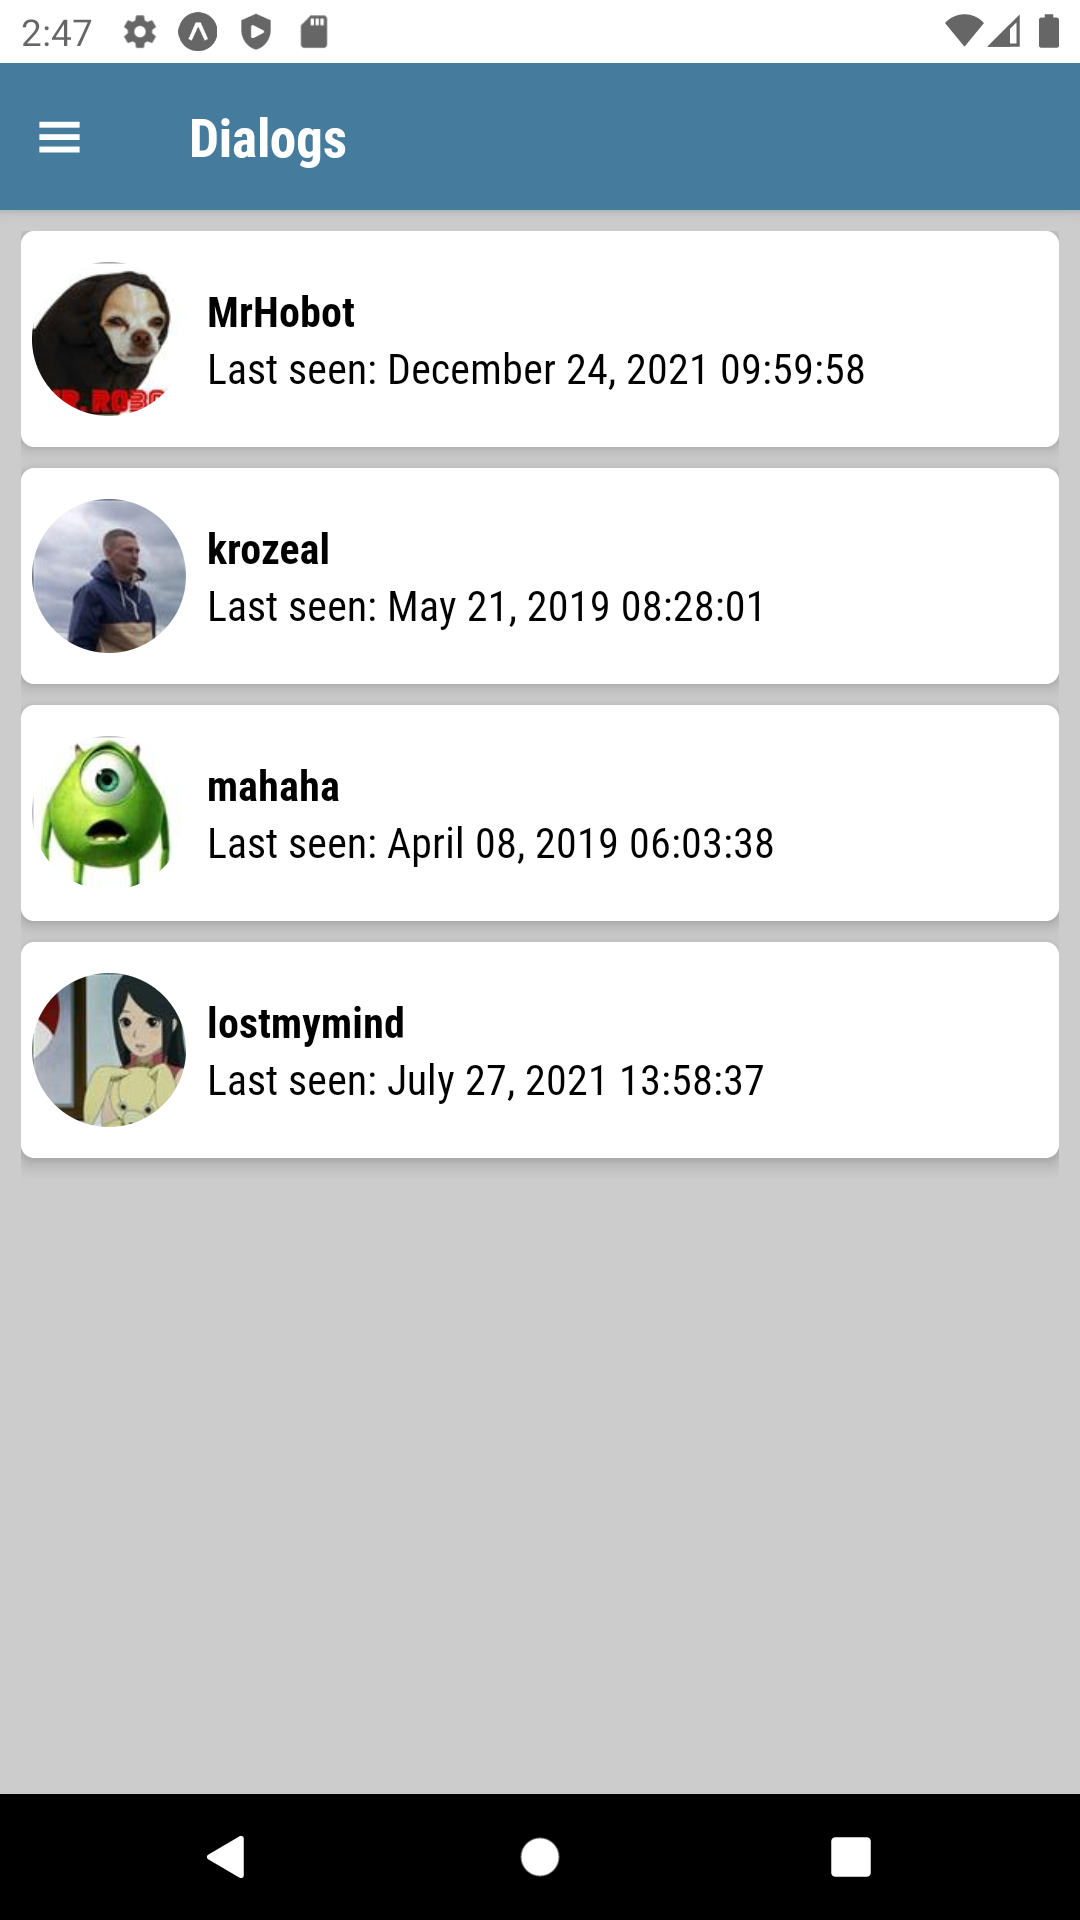 2:47
Dialogs
MrHobot
Last seen: December 24, 2021 09:59:58
krozeal
Last seen: May 21, 2019 08:28:01
mahaha
Last seen: April 08, 2019 06:03:38
lostmymind
Last seen: July 27, 2021 13:58:37